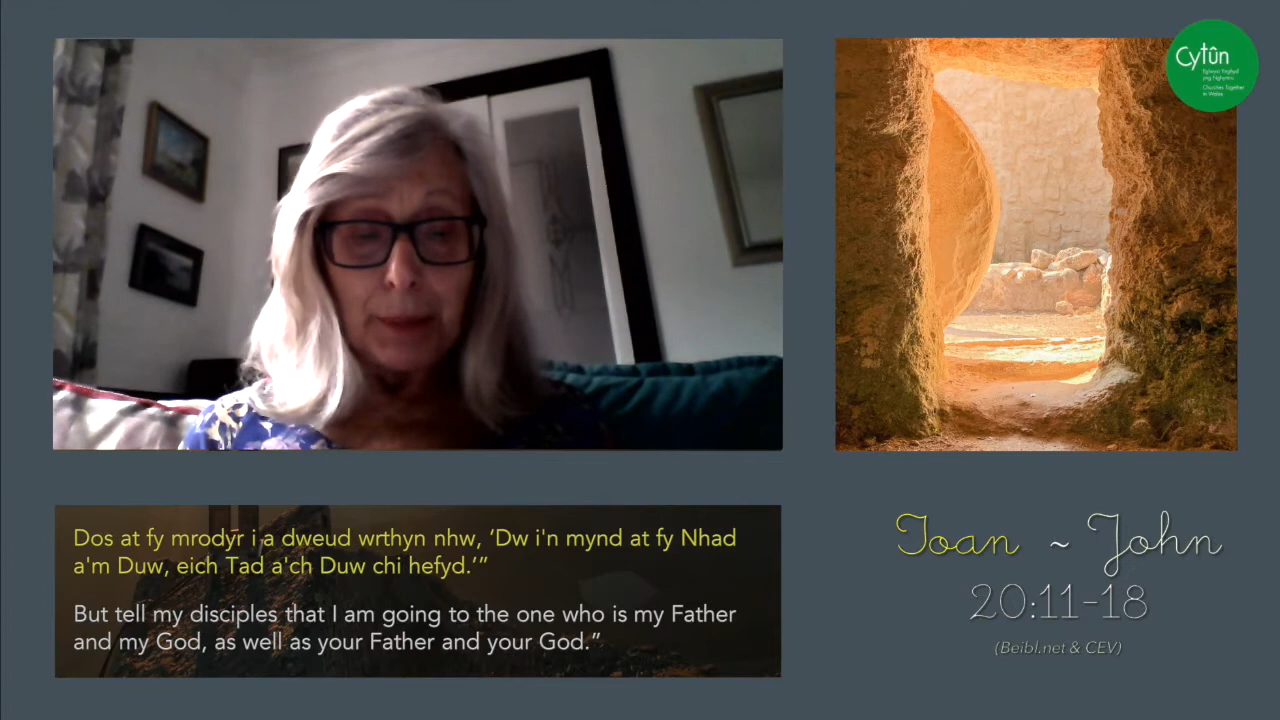 Cytûn
Eglwysi Ynghyd
yng Nghymru
Churches Together
in Wales
Dos at fy mrodyr i a dweud wrthyn nhw, ‘Dw i'n mynd at fy Nhad
a'm Duw, eich Tad a'ch Duw chi hefyd.’”
But tell my disciples that I am going to the one who is my Father
and my God, as well as your Father and your God.”
Ioan ~ John
20:11-18
(Beibl.net & CEV)